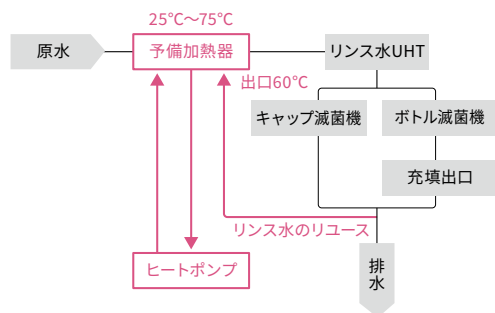 25℃～75℃
原水
予備加熱器
リンス水UHT
出口60℃
キャップ滅菌機
ボトル滅菌機
充填出口
リンス水のリユース
ヒートポンプ
排水